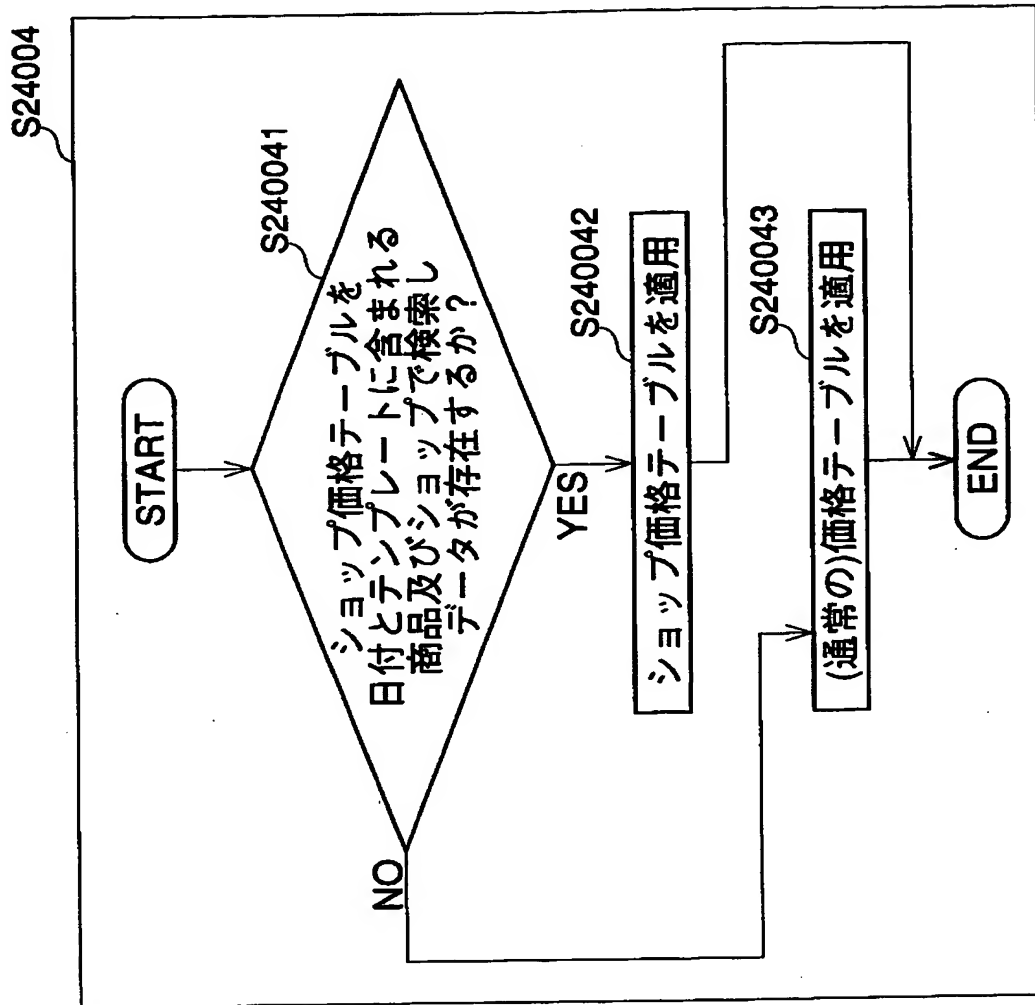 S24004
START
S240041
ショップ価格テーブルを
日付とテンプレートに含まれる
商品及びショップで検索し
データが存在するか？
NO
YES
S240042
ショップ価格テーブルを適用
S240043
(通常の)価格テーブルを適用
END